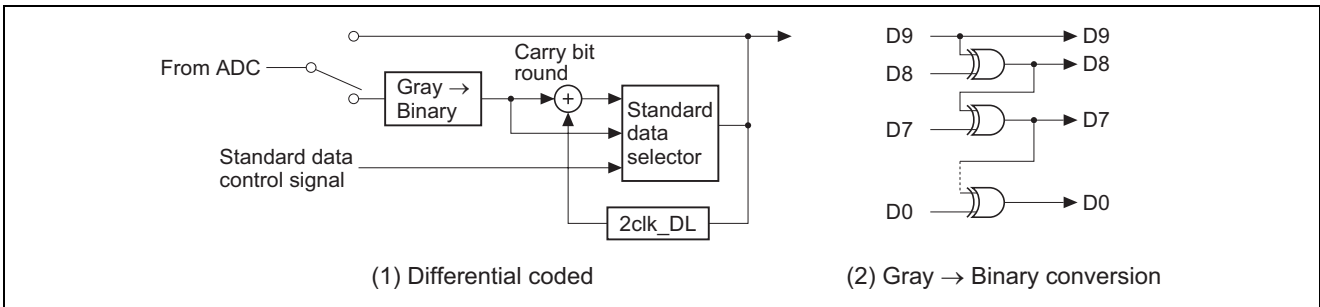 From ADC
Gray →
Binary
Carry bit
round
+
Standard
data
selector
Standard data
control signal
2clk_DL
(1) Differential coded
D9
D9
D8
D8
D7
D7
D0
D0
(2) Gray → Binary conversion